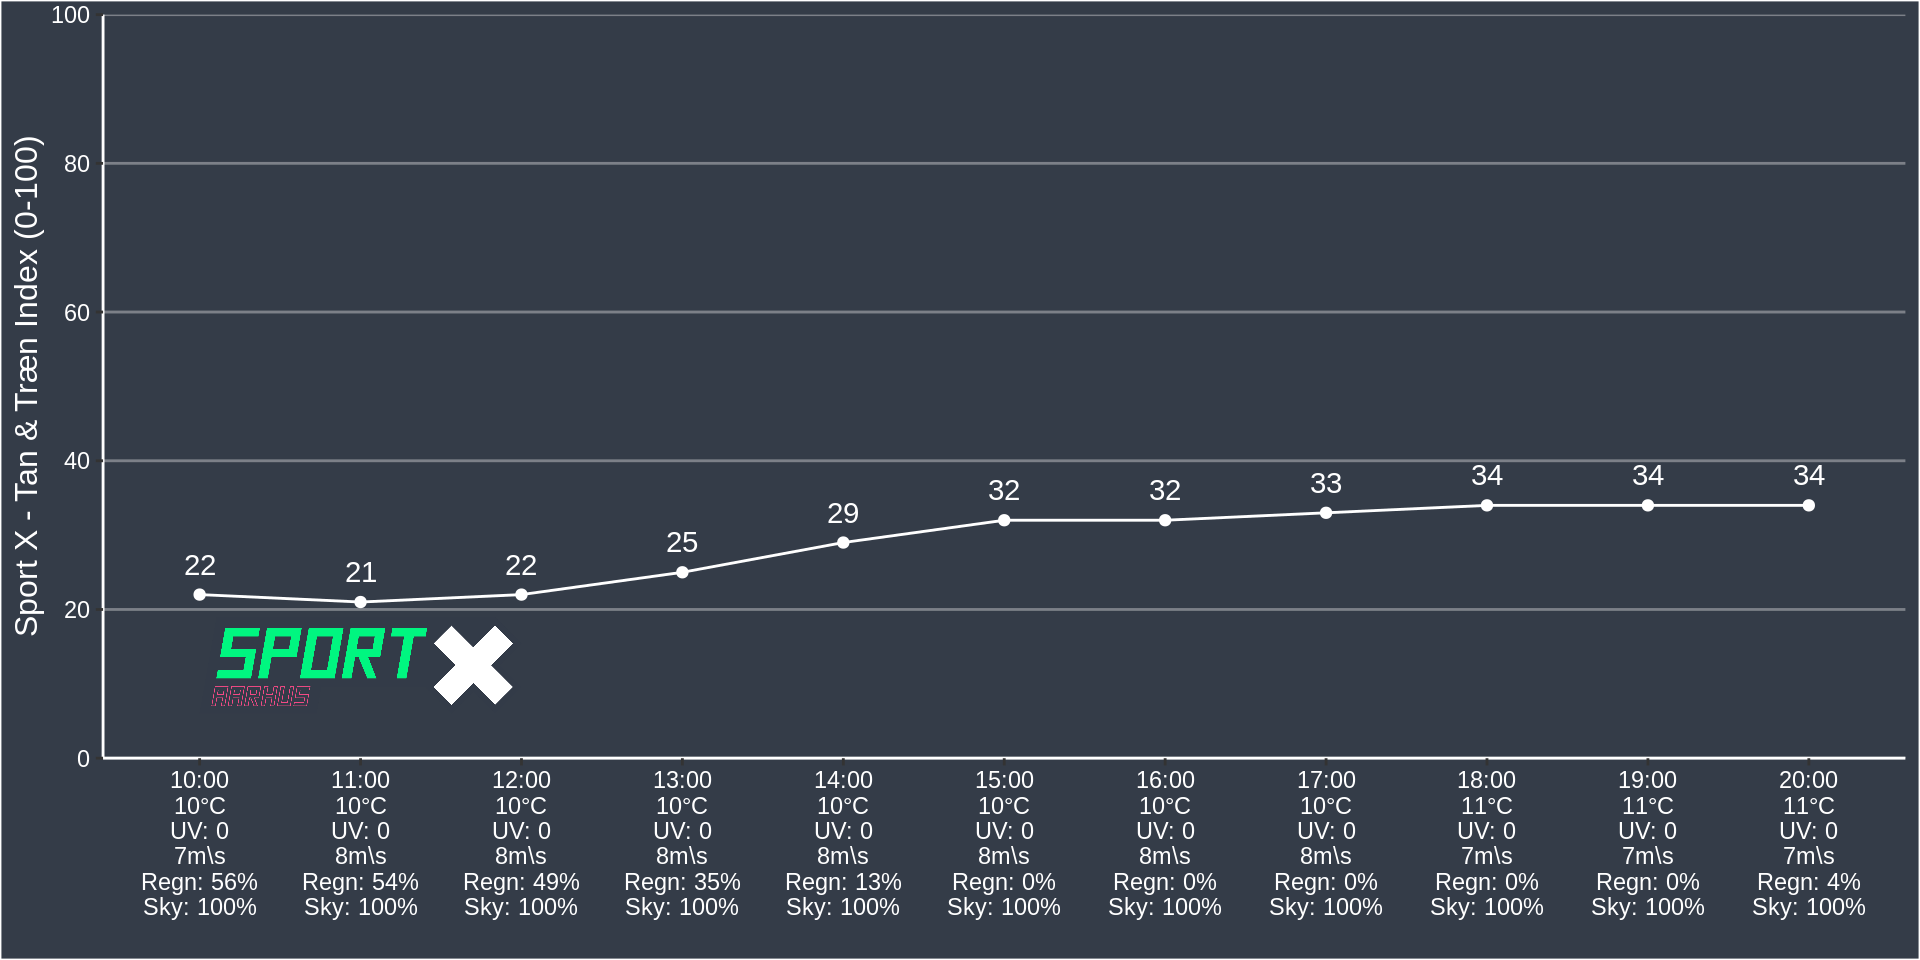 Sport X - Tan & Træn Index (0-100)
100
80
60
40
20
0
22 21 22 25 29 32 32 33 34 34 34
SPORT X
AARHUS
10:00 11:00 12:00 13:00 14:00 15:00 16:00 17:00 18:00 19:00 20:00
10°C 10°C 10°C 10°C 10°C 10°C 10°C 10°C 11°C 11°C 11°C
UV: 0 UV: 0 UV: 0 UV: 0 UV: 0 UV: 0 UV: 0 UV: 0 UV: 0 UV: 0 UV: 0
7m\s 8m\s 8m\s 8m\s 8m\s 8m\s 8m\s 8m\s 7m\s 7m\s 7m\s
Regn: 56% Regn: 54% Regn: 49% Regn: 35% Regn: 13% Regn: 0% Regn: 0% Regn: 0% Regn: 0% Regn: 0% Regn: 4%
Sky: 100% Sky: 100% Sky: 100% Sky: 100% Sky: 100% Sky: 100% Sky: 100% Sky: 100% Sky: 100% Sky: 100% Sky: 100%